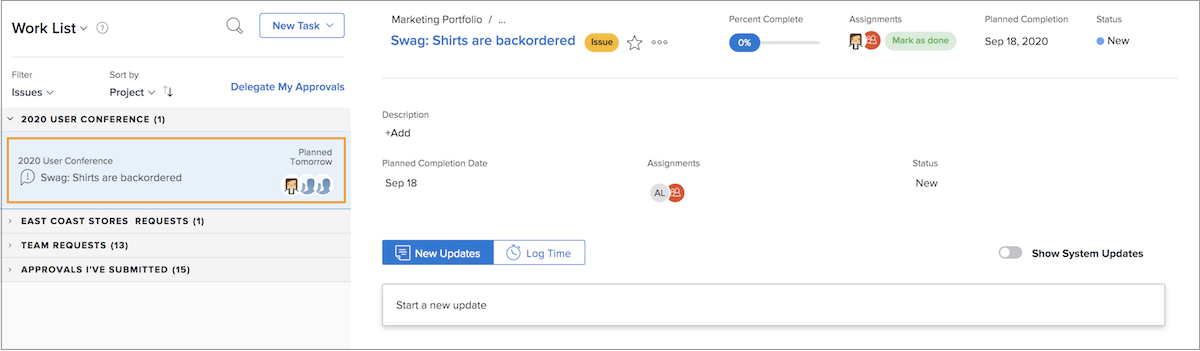 Work List
?
New Task
Filter
Sort by
Issues
Project
Delegate My Approvals
2020 USER CONFERENCE (1)
2020 User Conference
Planned
Tomorrow
Swag: Shirts are backordered
EAST COAST STORES REQUESTS (1)
TEAM REQUESTS (13)
APPROVALS I'VE SUBMITTED (15)
Marketing Portfolio / ...
Swag: Shirts are backordered
Issue
Percent Complete
0%
Assignments
Mark as done
Planned Completion
Sep 18, 2020
Status
New
Description
+Add
Planned Completion Date
Sep 18
Assignments
AL
Status
New
New Updates
Log Time
Show System Updates
Start a new update